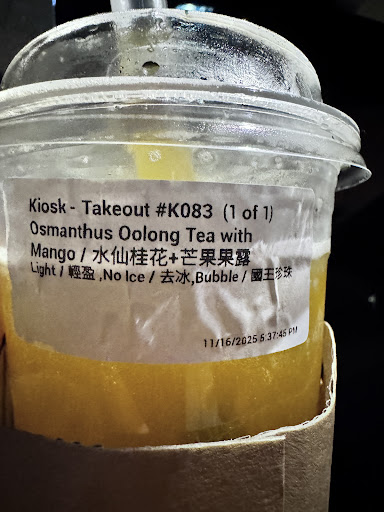 Kiosk - Takeout #K083 (1 of 1)
Osmanthus Oolong Tea with
Mango / 水仙桂花+芒果果露
Light / 輕盈 ,No Ice / 去冰,Bubble / 國王珍珠
11/16/2025 5:37:45 PM